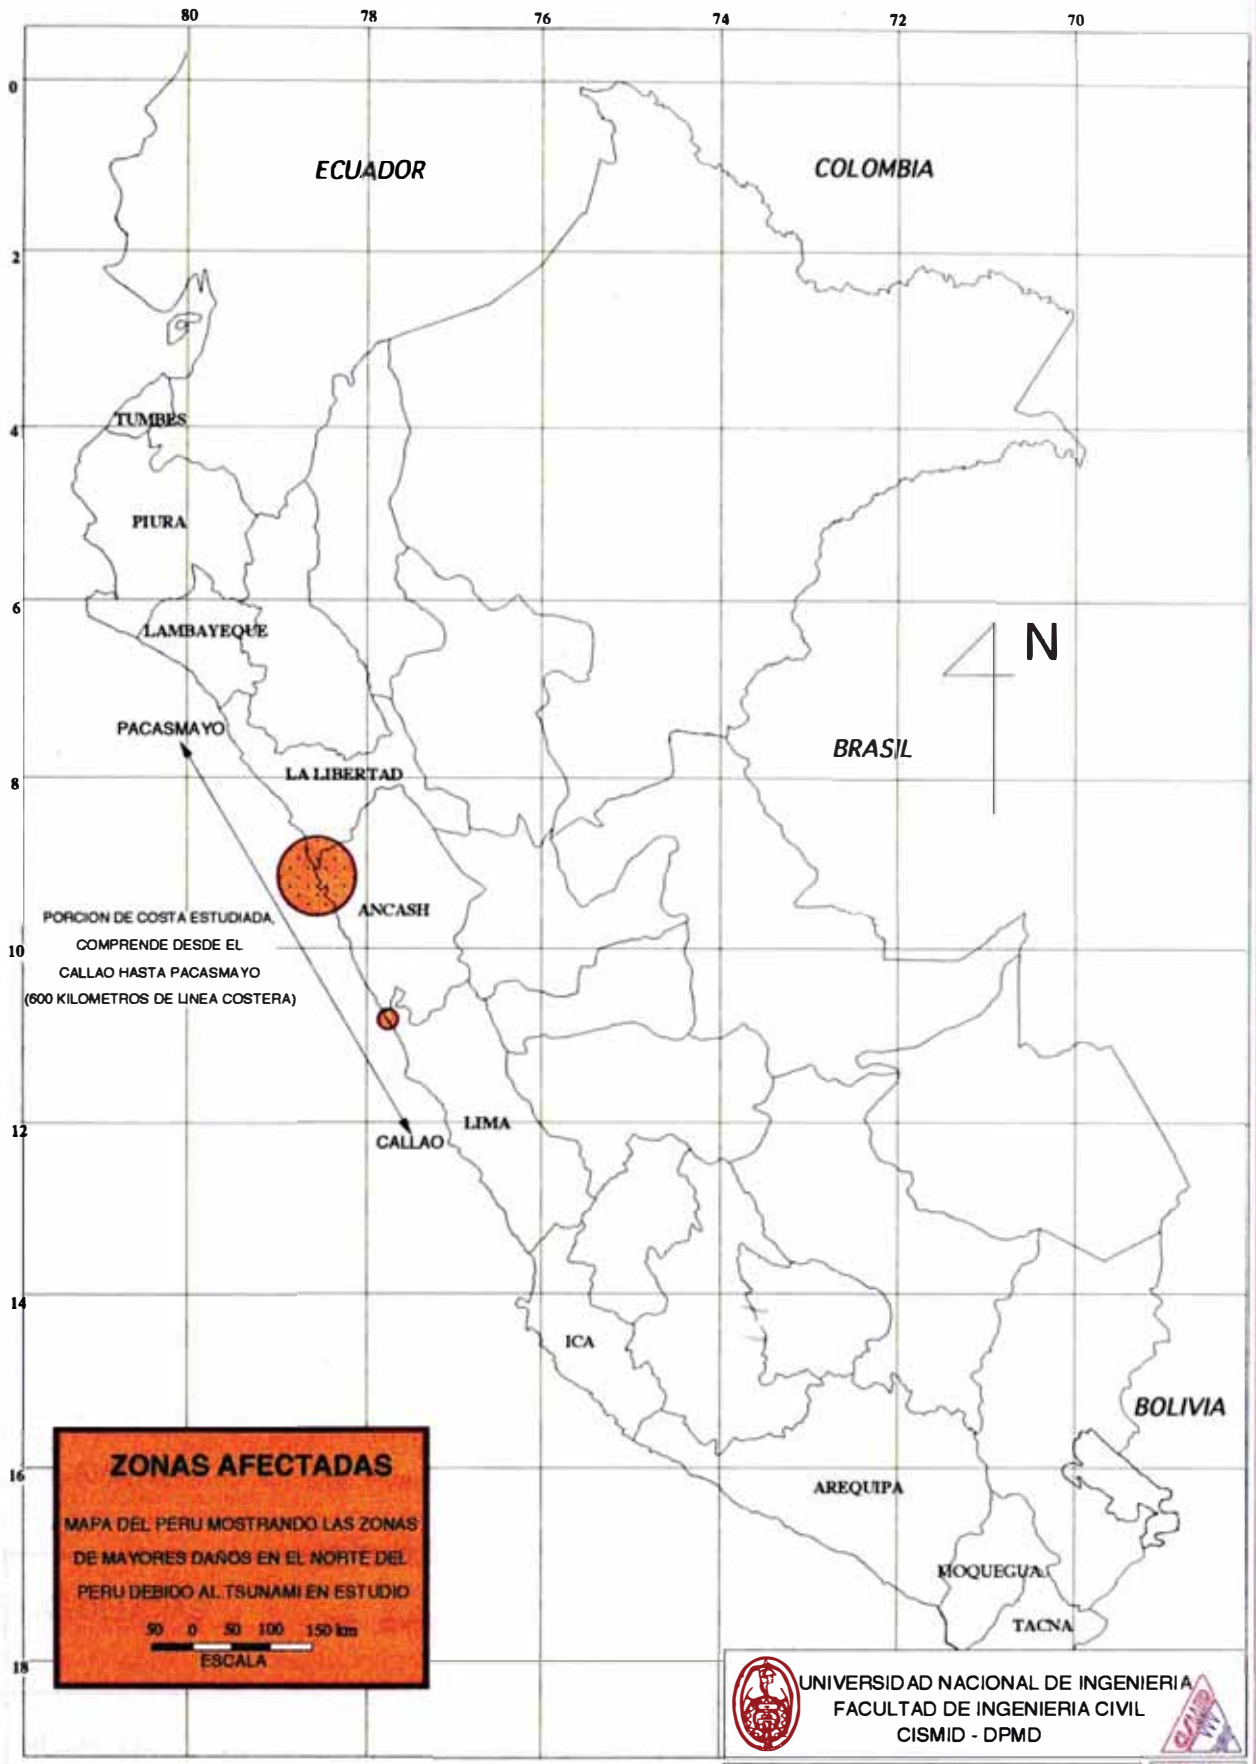 80 78 76 74 72 70
0
ECUADOR
COLOMBIA
2
TUMBES
4
PIURA
6
LAMBAYEQUE
N
PACASMAYO
BRASIL
LA LIBERTAD
8
ANCASH
PORCION DE COSTA ESTUDIADA,
COMPRENDE DESDE EL
CALLAO HASTA PACASMAYO
(600 KILOMETROS DE LINEA COSTERA)
10
LIMA
12
CALLAO
14
ICA
BOLIVIA
ZONAS AFECTADAS
16
AREQUIPA
MAPA DEL PERU MOSTRANDO LAS ZONAS
DE MAYORES DAÑOS EN EL NORTE DEL
PERU DEBIDO AL TSUNAMI EN ESTUDIO
MOQUEGUA
TACNA
50 0 50 100 150 km
ESCALA
18
UNIVERSIDAD NACIONAL DE INGENIERIA
FACULTAD DE INGENIERIA CIVIL
CISMID - DPMD
CISMID